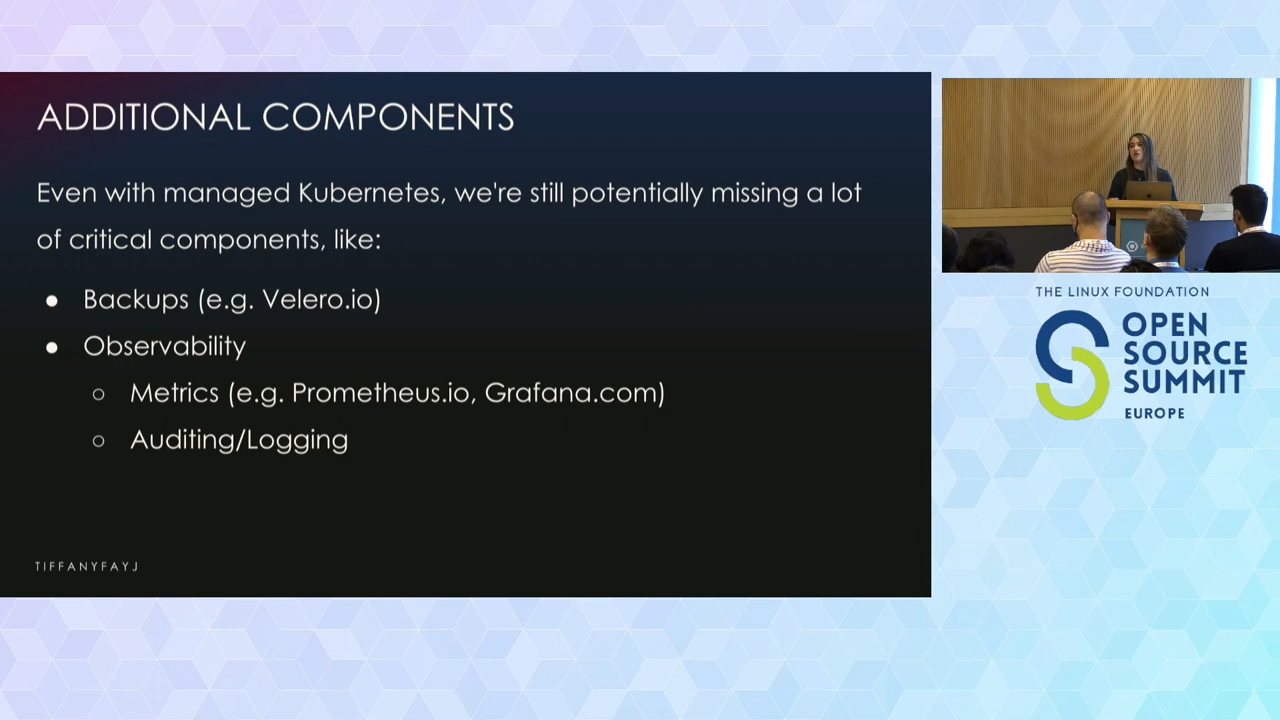 ADDITIONAL COMPONENTS
Even with managed Kubernetes, we're still potentially missing a lot
of critical components, like:
● Backups (e.g. Velero.io)
● Observability
○ Metrics (e.g. Prometheus.io, Grafana.com)
○ Auditing/Logging
TIFFANYFAYJ
THE LINUX FOUNDATION
OPEN
SOURCE
SUMMIT
EUROPE